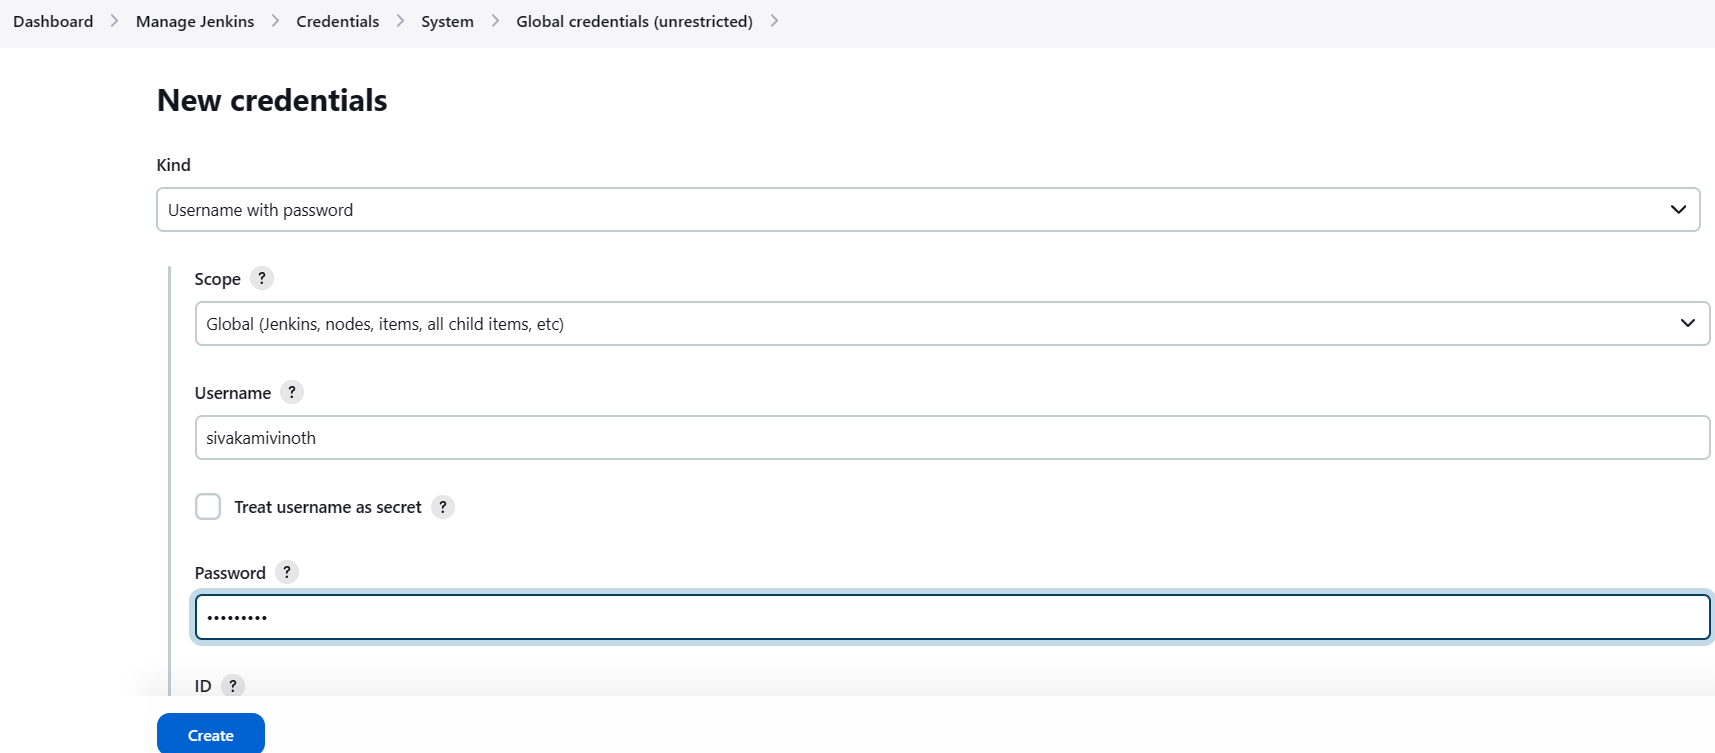 Dashboard > Manage Jenkins > Credentials > System > Global credentials (unrestricted) >
New credentials
Kind
Username with password
Scope ?
Global (Jenkins, nodes, items, all child items, etc)
Username ?
sivakamivinoth
Treat username as secret ?
Password ?
•••••••••
ID ?
Create